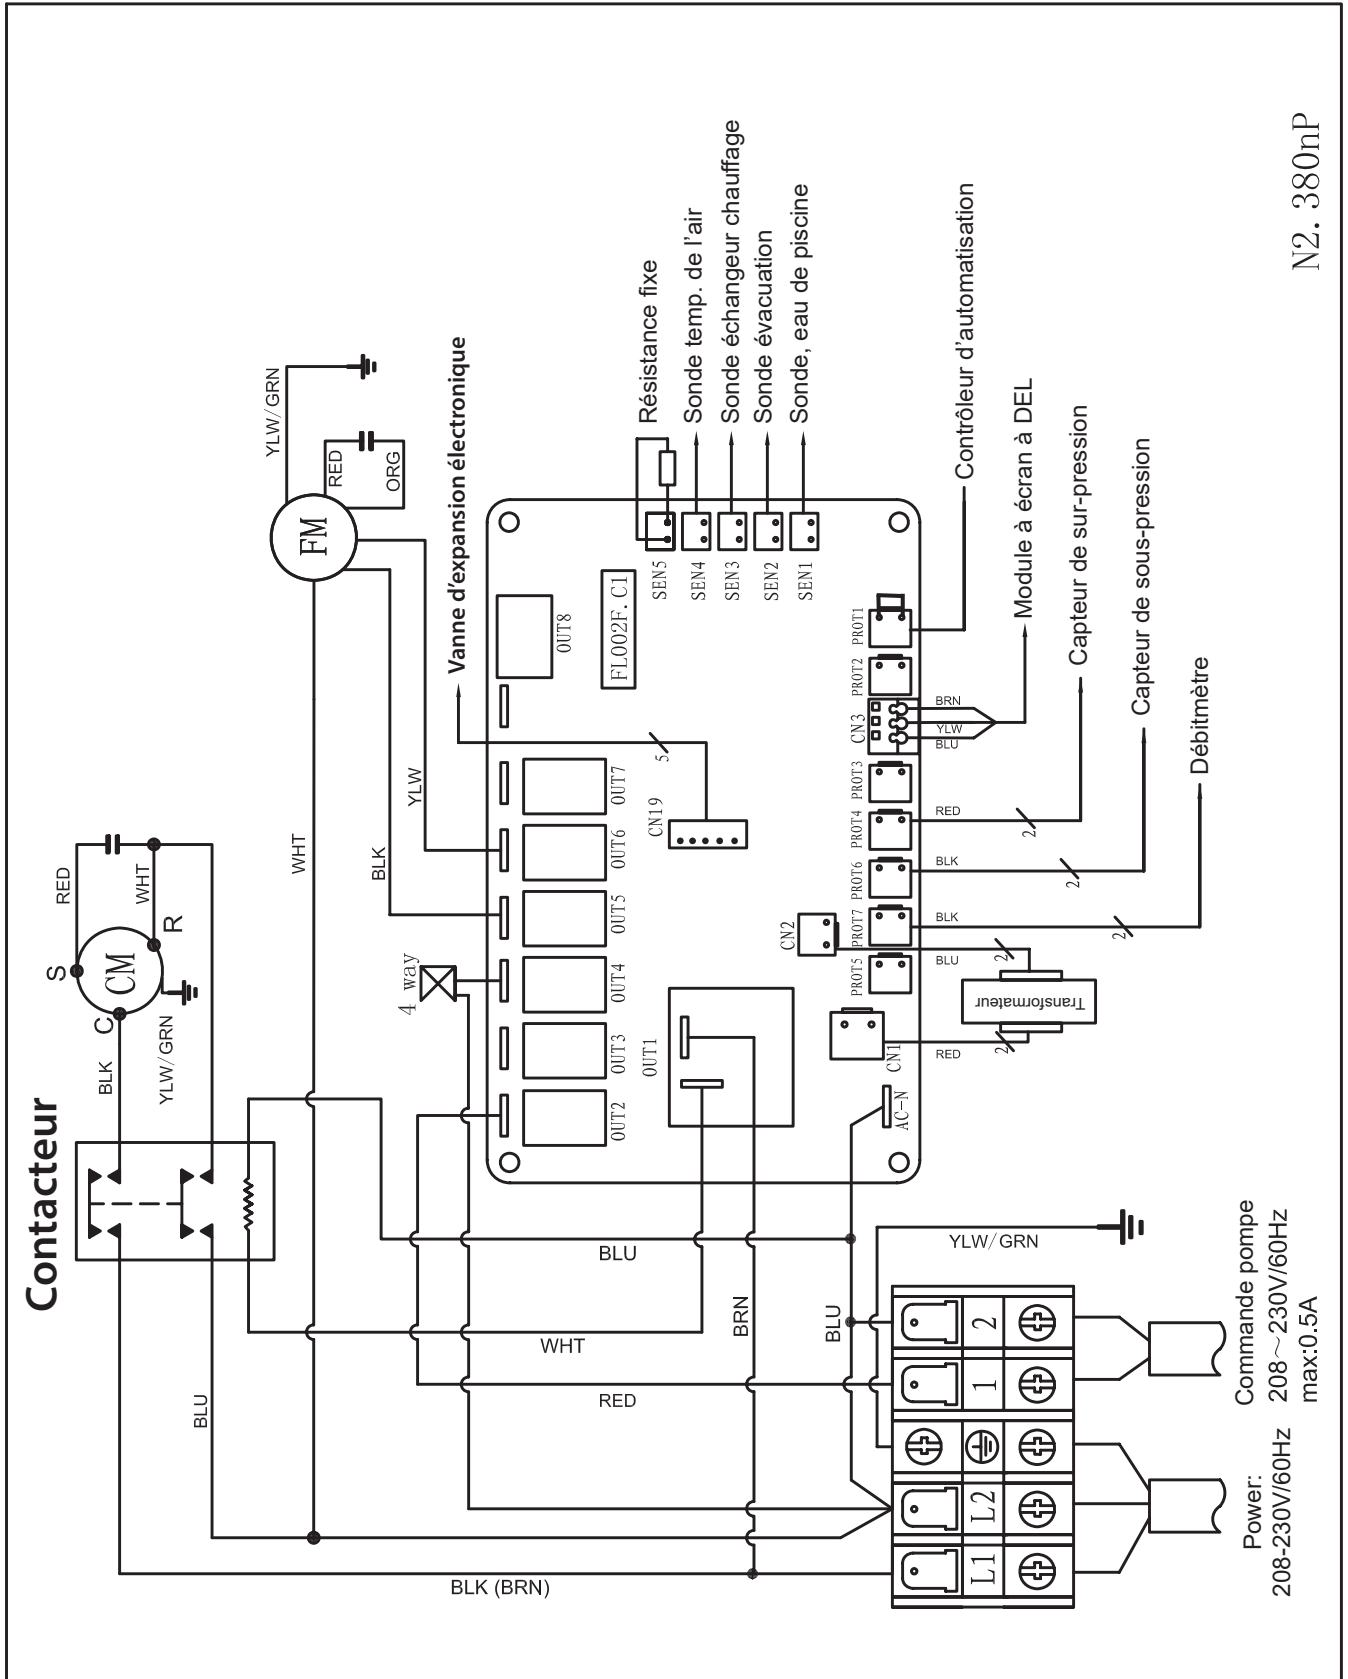 Contacteur
S
C
R
CM
RED
WHT
BLK
YLW/GRN
FM
YLW/GRN
RED
ORG
WHT
BLK
YLW
BLU
4 way
Vanne d'expansion électronique
5
CN19
OUT8
OUT7
OUT6
OUT5
OUT4
OUT3
OUT2
OUT1
FL002F. C1
SEN5
SEN4
SEN3
SEN2
SEN1
Résistance fixe
Sonde temp. de l'air
Sonde échangeur chauffage
Sonde évacuation
Sonde, eau de piscine
PROT1
PROT2
CN3
PROT3
PROT4
PROT6
PROT7
PROT5
CN2
CN1
AC-N
BRN
YLW
BLU
RED
2
BLK
2
BLK
2
BLU
2
RED
2
Transformateur
Contrôleur d'automatisation
Module à écran à DEL
Capteur de sur-pression
Capteur de sous-pression
Débitmètre
BLU
WHT
RED
BRN
BLU
YLW/GRN
BLK (BRN)
L1
L2
1
2
Power:
208-230V/60Hz
Commande pompe
208～230V/60Hz
max:0.5A
N2. 380nP